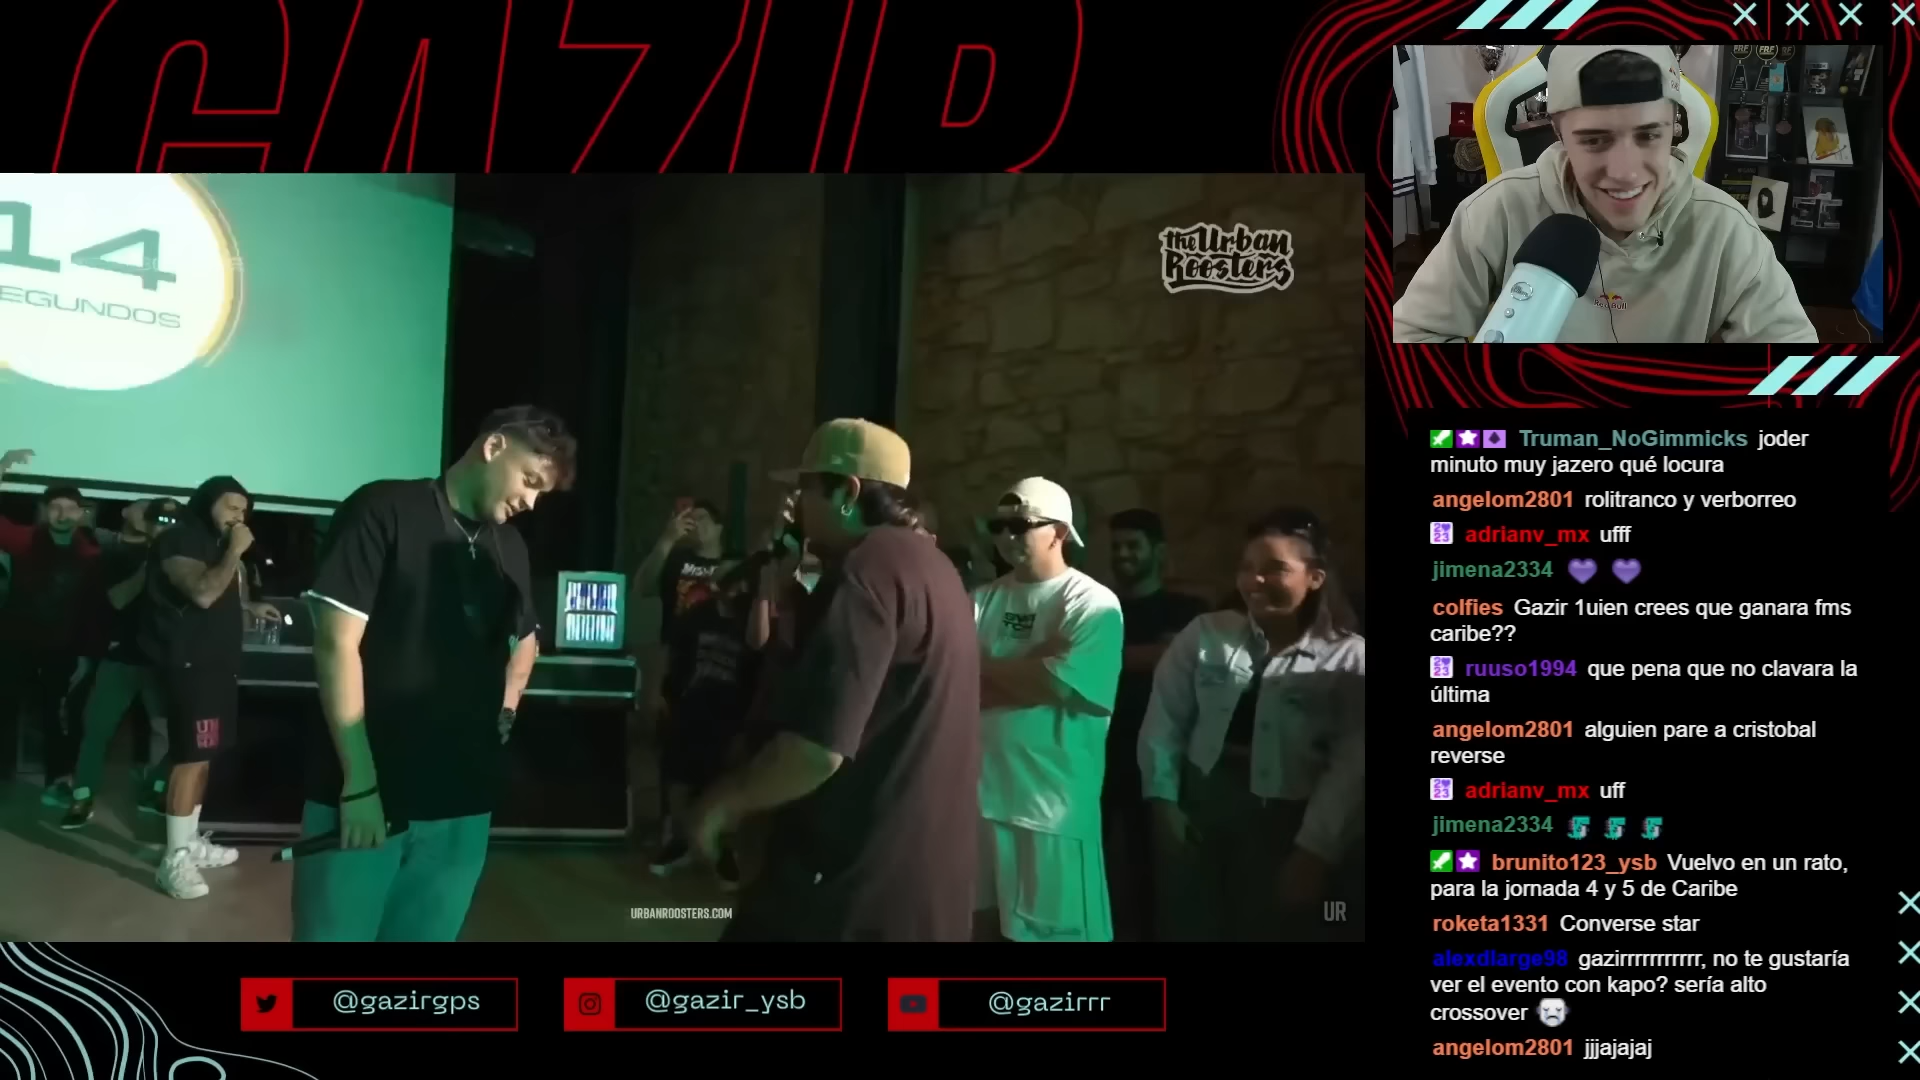 GAZIR
the Urban
Roosters
14
SEGUNDOS
URBANROOSTERS.COM
UR
Red Bull
Truman_NoGimmicks joder
minuto muy jazero qué locura
angelom2801 rolitranco y verborreo
adrianv_mx ufff
jimena2334
colfies Gazir 1uien crees que ganara fms
caribe??
ruuso1994 que pena que no clavara la
última
angelom2801 alguien pare a cristobal
reverse
adrianv_mx uff
jimena2334
brunito123_ysb Vuelvo en un rato,
para la jornada 4 y 5 de Caribe
roketa1331 Converse star
alexdlarge98 gazirrrrrrrrrrr, no te gustaría
ver el evento con kapo? sería alto
crossover
angelom2801 jjjajajaj
@gazirgps
@gazir_ysb
@gazirrr